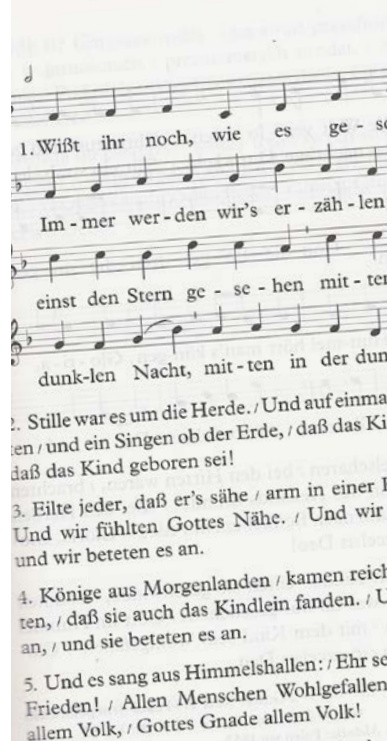 1. Wißt ihr noch, wie es ge - sc
Im - mer wer - den wir's er - zäh - len
einst den Stern ge - se - hen mit - ten
dunk - len Nacht, mit - ten in der dun
2. Stille war es um die Herde. / Und auf einma
ten / und ein Singen ob der Erde, / daß das Ki
daß das Kind geboren sei!
3. Eilte jeder, daß er's sähe / arm in einer
Und wir fühlten Gottes Nähe. / Und wir
und wir beteten es an.
4. Könige aus Morgenlanden / kamen reich
ten, / daß sie auch das Kindlein fanden. / U
an, / und sie beteten es an.
5. Und es sang aus Himmelshallen: / Ehr se
Frieden! / Allen Menschen Wohlgefallen
allem Volk, / Gottes Gnade allem Volk!